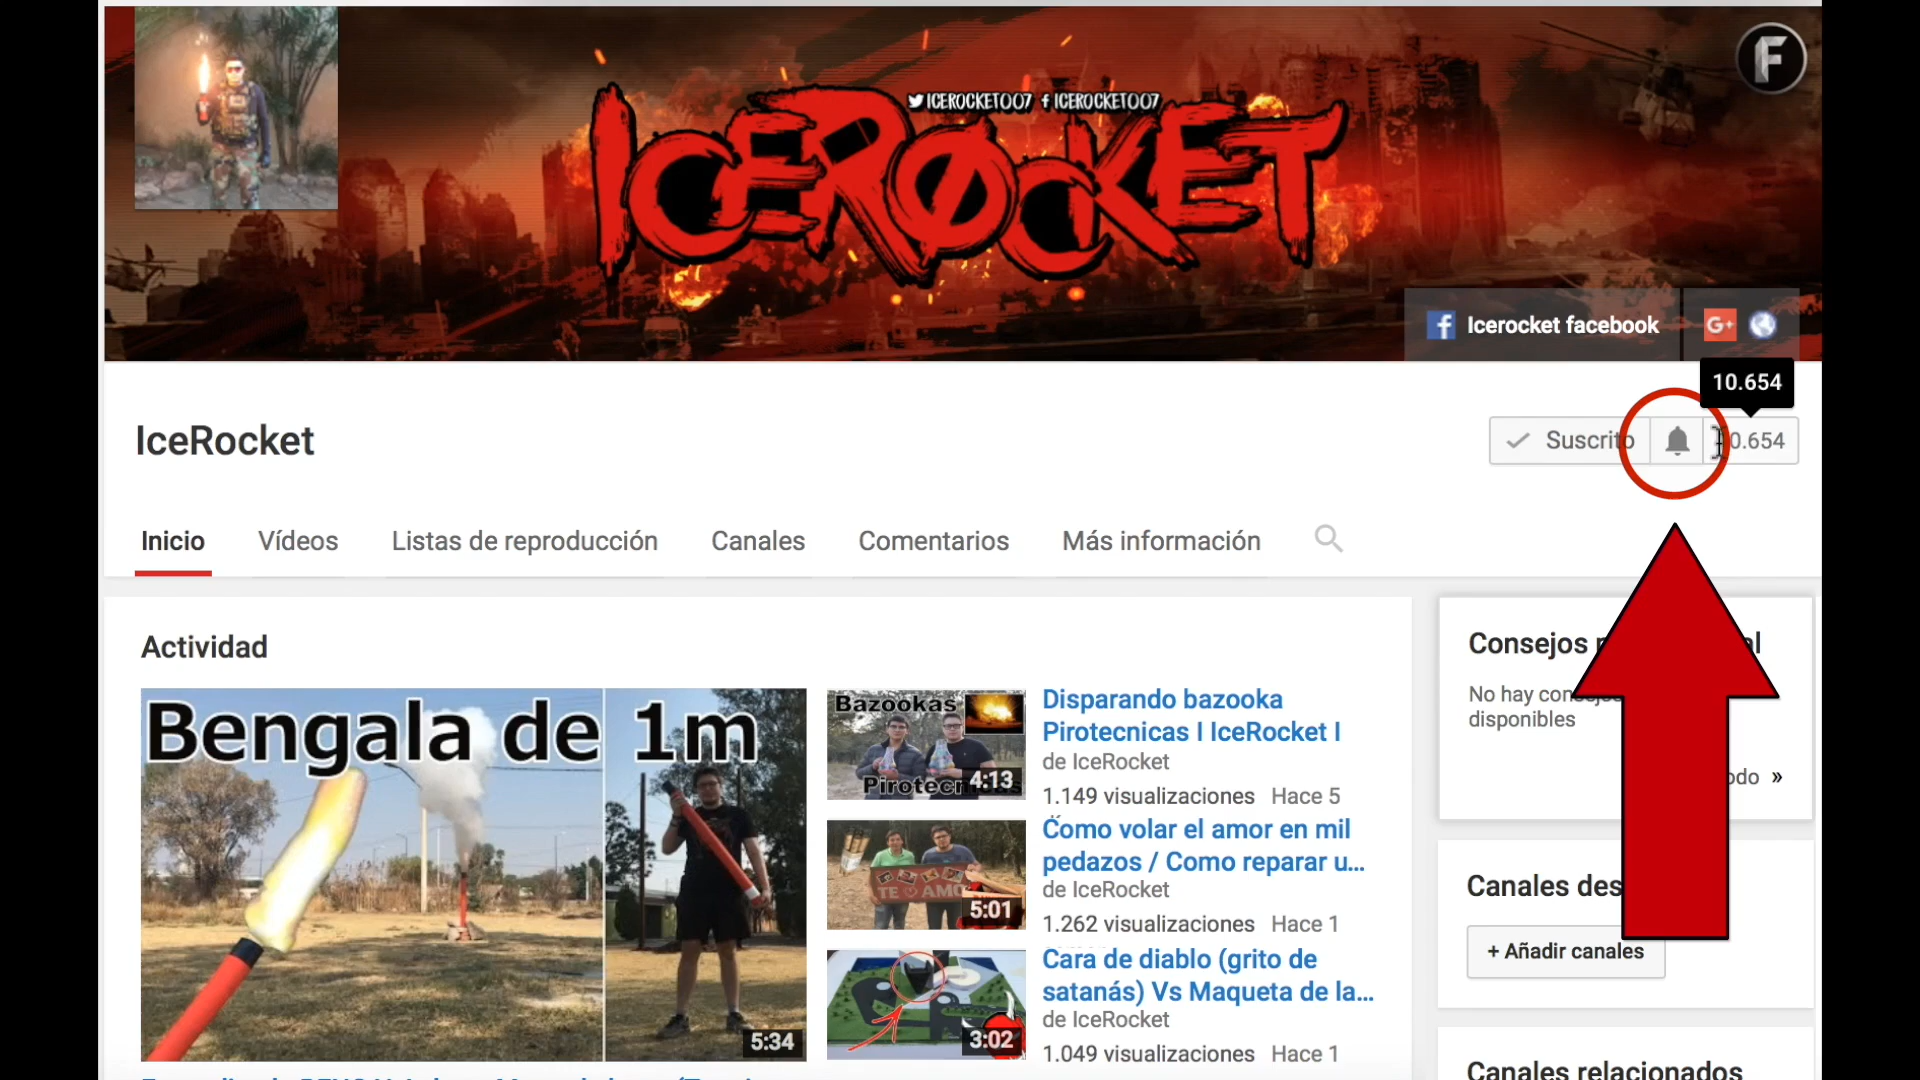 ICEROCKET007 f ICEROCKET007
ICEROCKET
F
Icerocket facebook
G+
10.654
IceRocket
Suscrito
0.654
Inicio
Vídeos
Listas de reproducción
Canales
Comentarios
Más información
Actividad
Bengala de 1m
5:34
Bazookas
4:13
Disparando bazooka
Pirotecnicas I IceRocket I
de IceRocket
1.149 visualizaciones Hace 5
TE AMO
5:01
Como volar el amor en mil
pedazos / Como reparar u...
de IceRocket
1.262 visualizaciones Hace 1
3:02
Cara de diablo (grito de
satanás) Vs Maqueta de la...
de IceRocket
1.049 visualizaciones Hace 1
Consejos
No hay
disponibles
»
Canales
+ Añadir canales
Canales relacionados